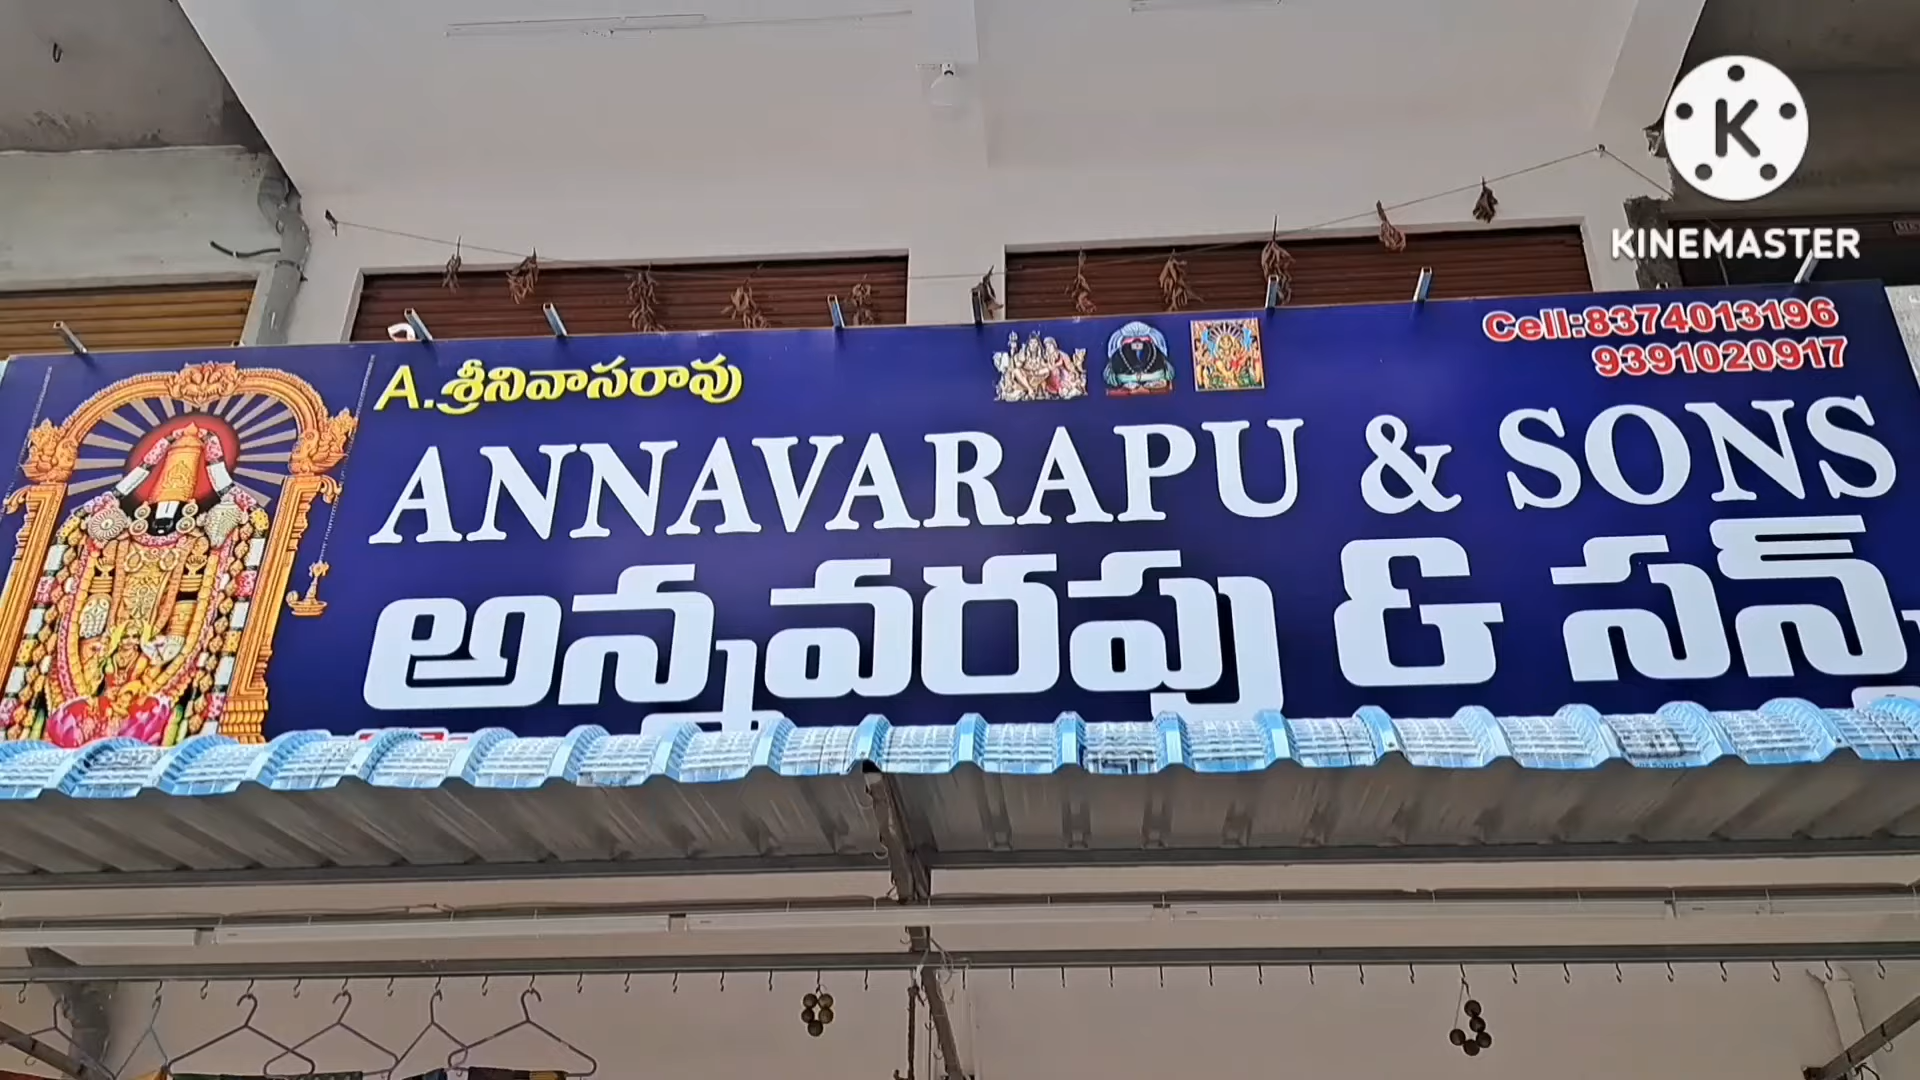 K
KINEMASTER
Cell:8374013196
9391020917
A.శ్రీనివాసరావు
ANNAVARAPU & SONS
అన్నవరపు & సన్స్